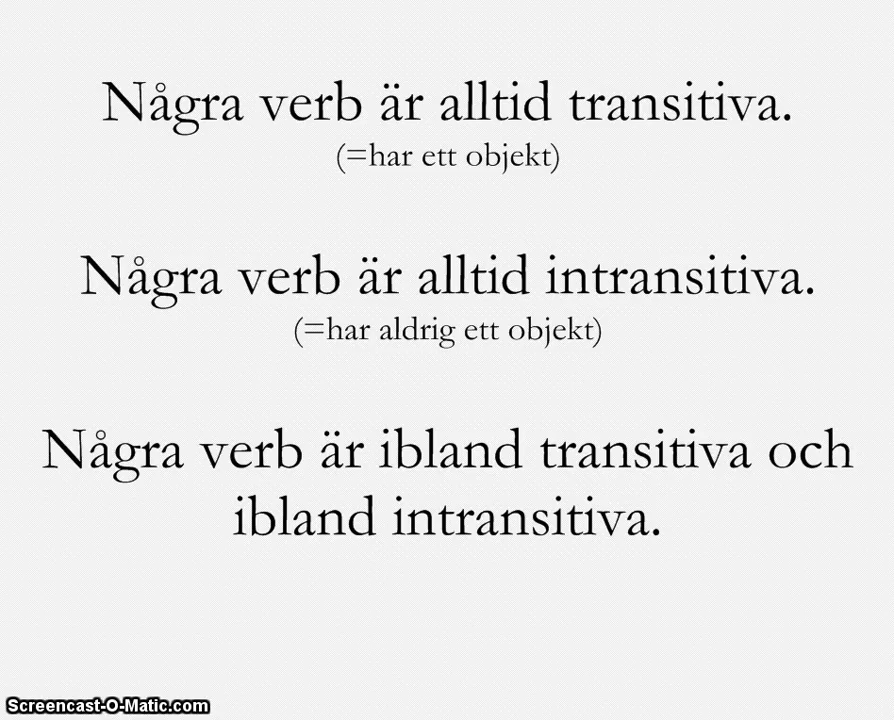 Några verb är alltid transitiva.
(=har ett objekt)
Några verb är alltid intransitiva.
(=har aldrig ett objekt)
Några verb är ibland transitiva och
ibland intransitiva.
Screencast-O-Matic.com